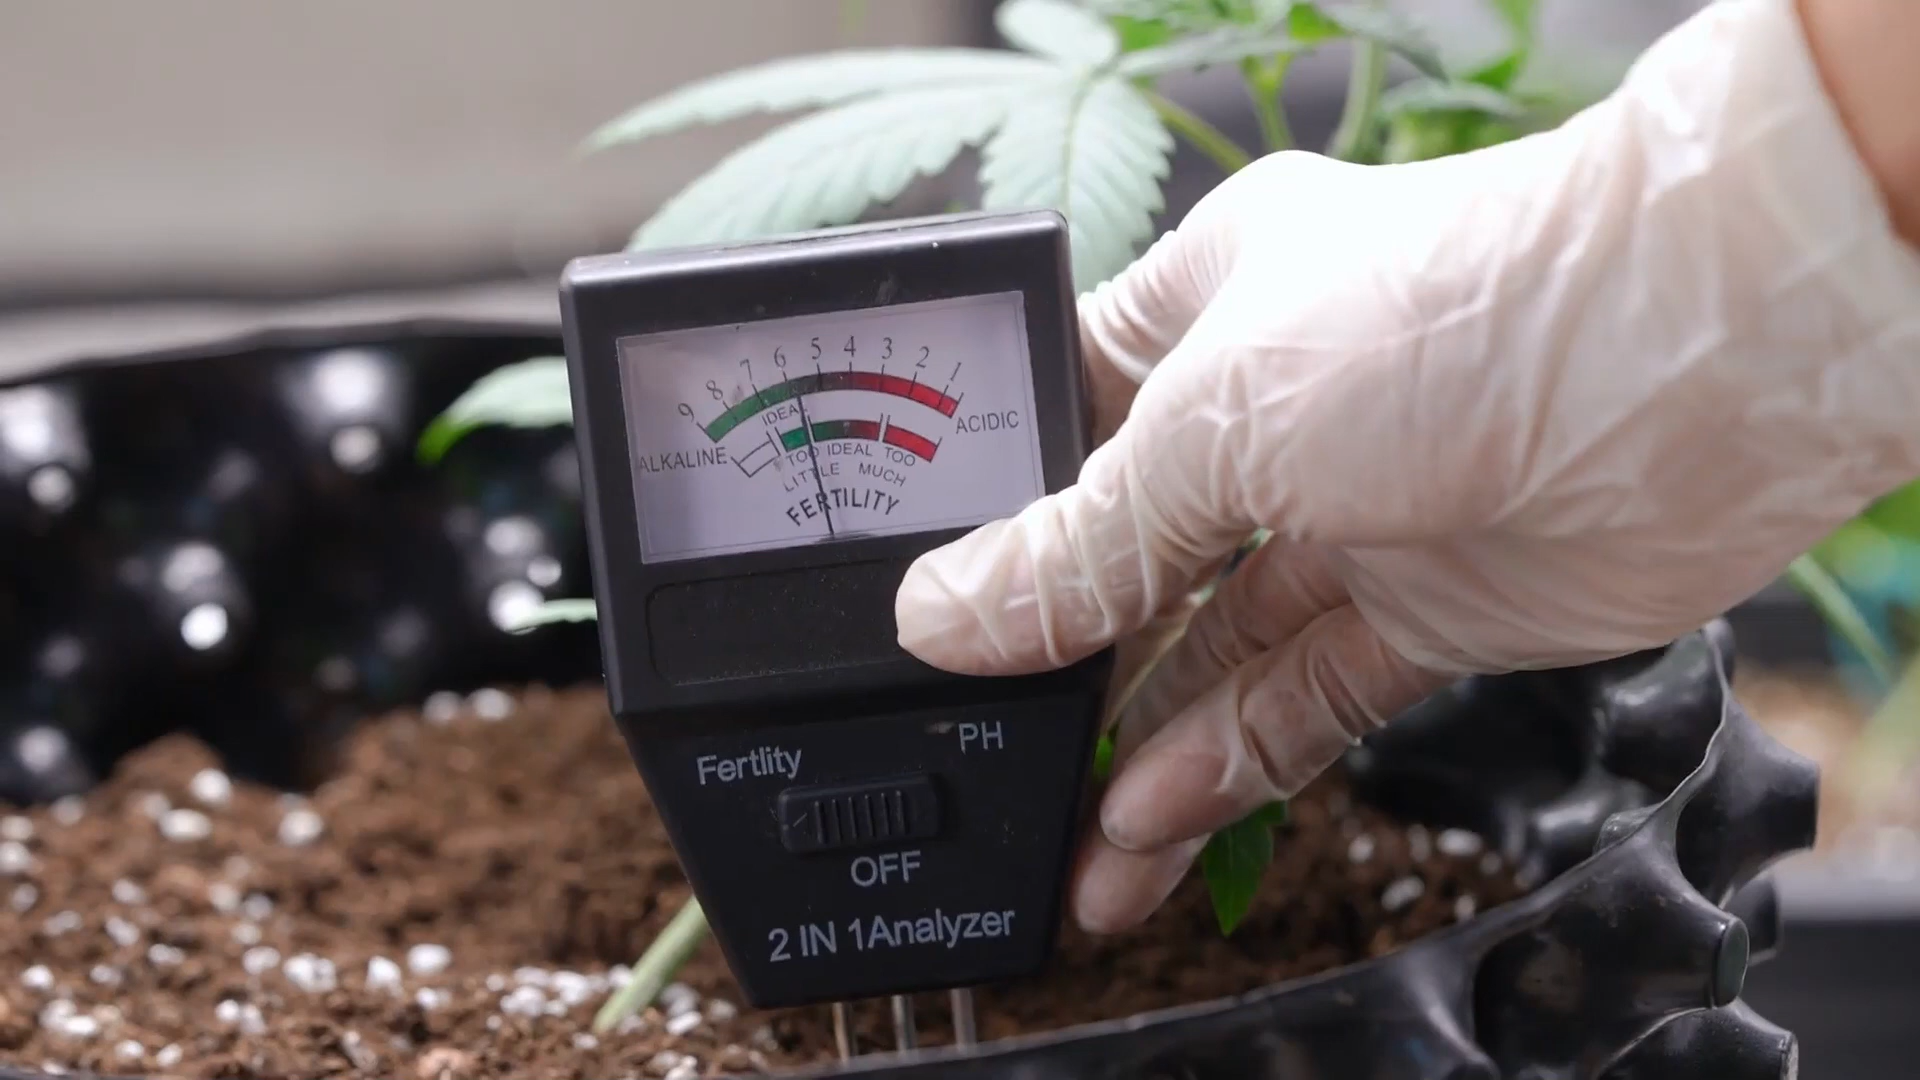 9 8 7 6 5 4 3 2 1
IDEAL
ALKALINE ACIDIC
TOO IDEAL TOO
LITTLE MUCH
FERTILITY
Fertlity PH
OFF
2 IN 1Analyzer